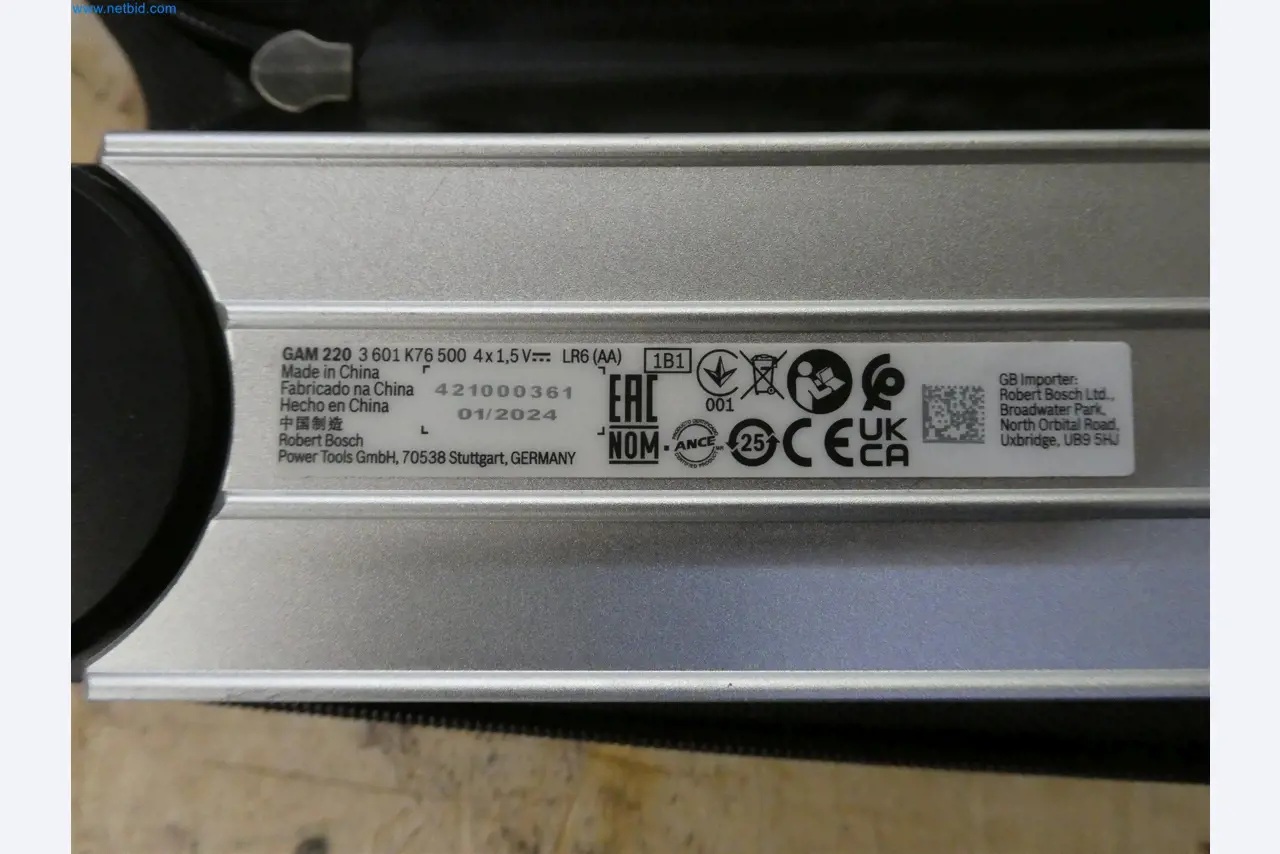 www.netbid.com
GAM 220 3 601 K76 500 4 x 1,5 V LR6 (AA)
1B1
Made in China
Fabricado na China
Hecho en China
中国制造
421000361
01/2024
Robert Bosch
Power Tools GmbH, 70538 Stuttgart, GERMANY
EAC
001
NOM
ANCE
25
CE
UK
CA
GB Importer:
Robert Bosch Ltd.,
Broadwater Park,
North Orbital Road,
Uxbridge, UB9 5HJ